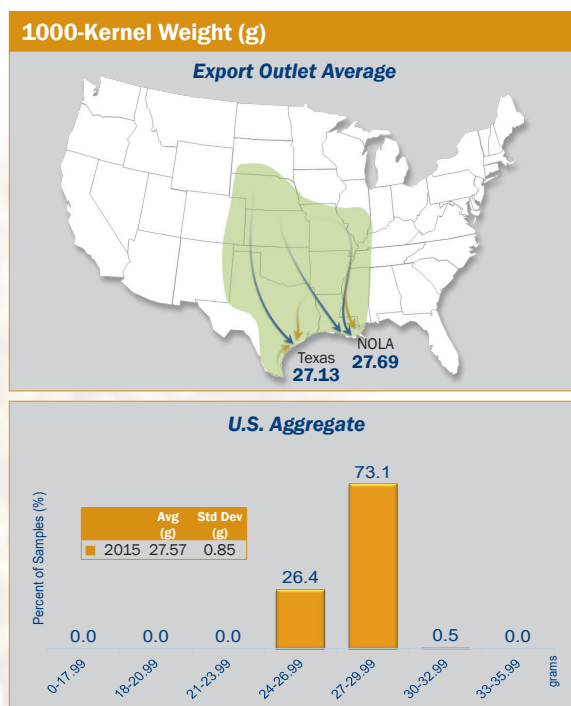 1000-Kernel Weight (g)
Export Outlet Average
Texas
27.13
NOLA
27.69
U.S. Aggregate
Percent of Samples (%)
Avg Std Dev
(g) (g)
2015 27.57 0.85
0.0 0.0 0.0 26.4 73.1 0.5 0.0
0-17.99 18-20.99 21-23.99 24-26.99 27-29.99 30-32.99 33-35.99
grams